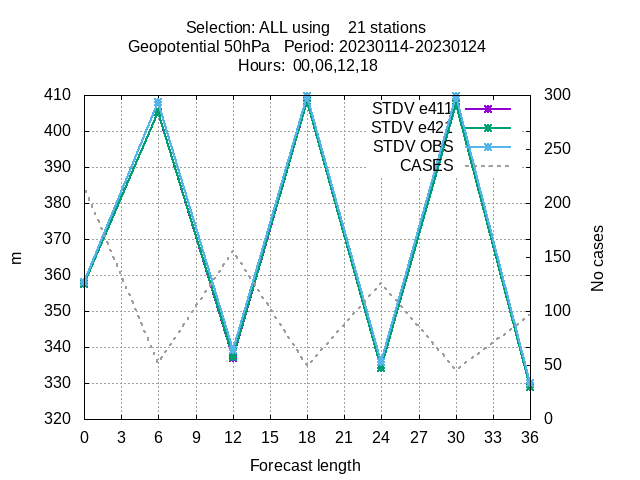 Selection: ALL using 21 stations
Geopotential 50hPa Period: 20230114-20230124
Hours: 00,06,12,18
410
400
390
380
370
360
350
340
330
320
m
300
250
200
150
100
50
0
No cases
STDV e411
STDV e421
STDV OBS
CASES
0 3 6 9 12 15 18 21 24 27 30 33 36
Forecast length